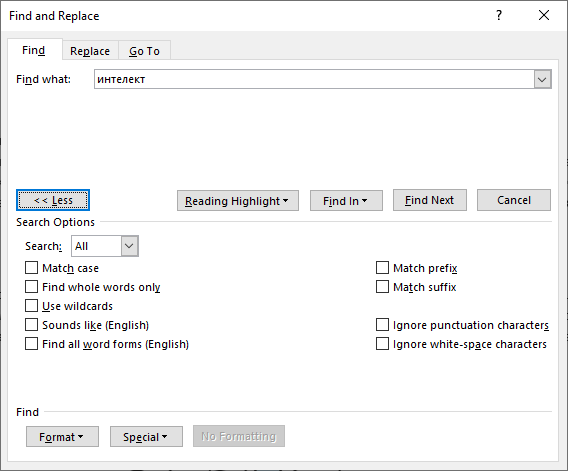 Find and Replace ? ×
Find Replace Go To
Find what: интелект
<< Less Reading Highlight Find In Find Next Cancel
Search Options
Search: All
Match case Match prefix
Find whole words only Match suffix
Use wildcards
Sounds like (English) Ignore punctuation characters
Find all word forms (English) Ignore white-space characters
Find
Format Special No Formatting